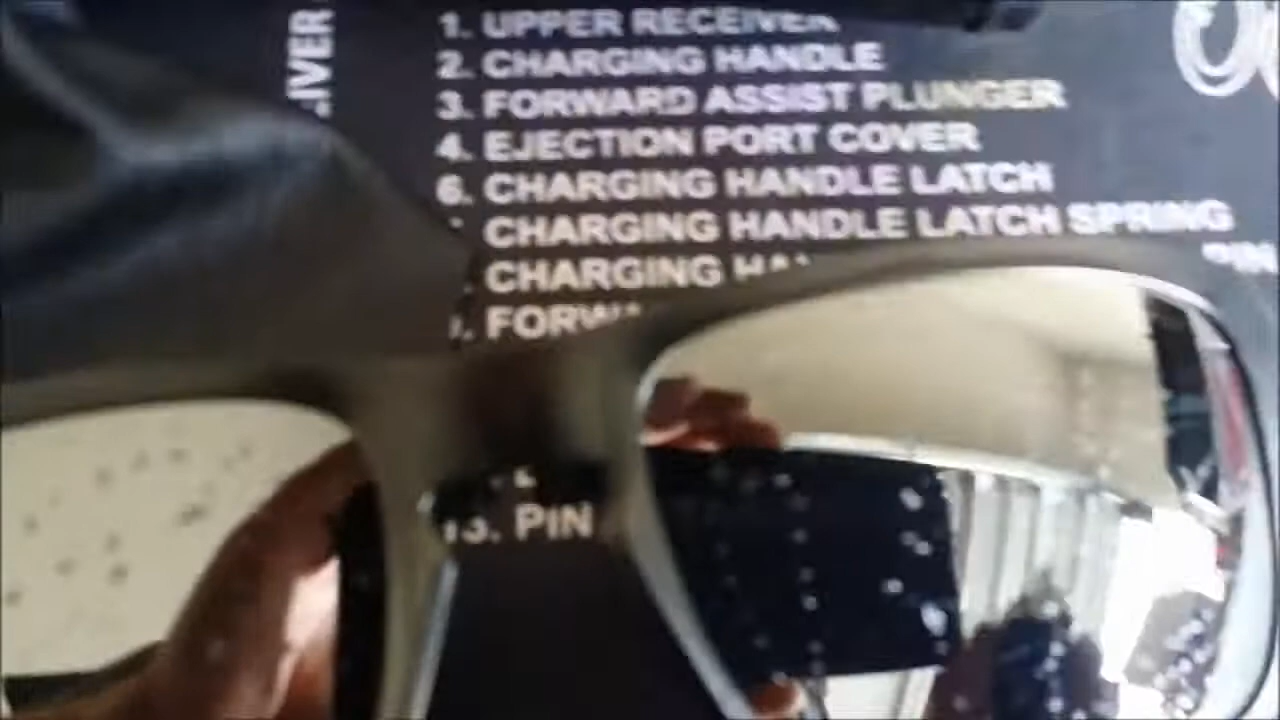 1. UPPER RECEIVER
2. CHARGING HANDLE
3. FORWARD ASSIST PLUNGER
4. EJECTION PORT COVER
6. CHARGING HANDLE LATCH
CHARGING HANDLE LATCH SPRING
CHARGING
13. PIN